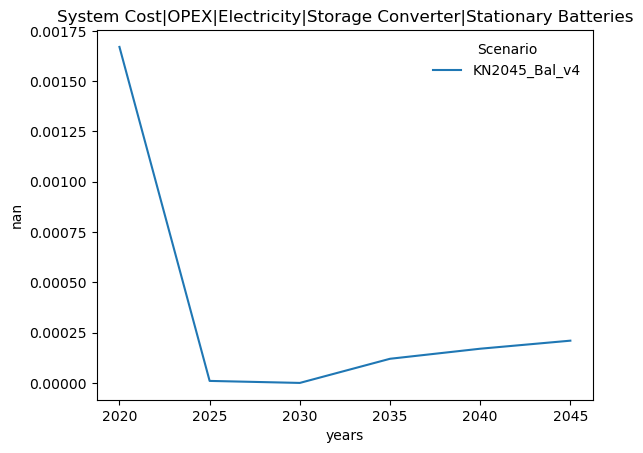 System Cost|OPEX|Electricity|Storage Converter|Stationary Batteries
0.00175
0.00150
0.00125
0.00100
0.00075
0.00050
0.00025
0.00000
nan
Scenario
KN2045_Bal_v4
2020 2025 2030 2035 2040 2045
years